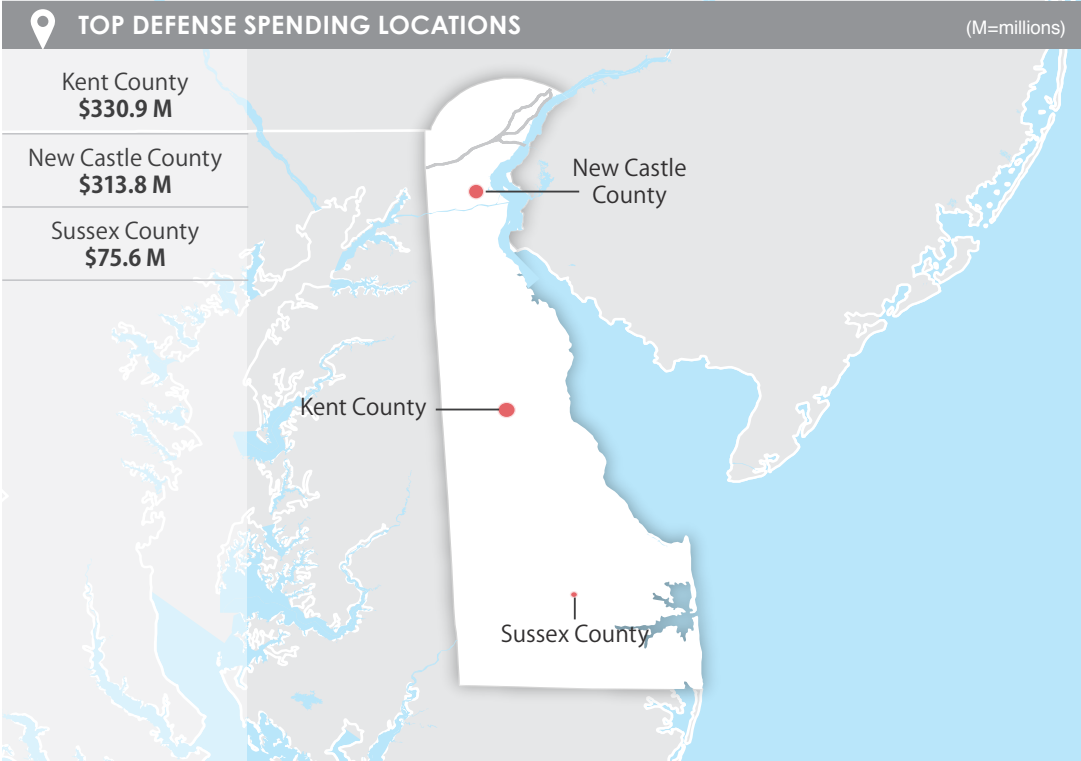 TOP DEFENSE SPENDING LOCATIONS
(M=millions)
Kent County
$330.9 M
New Castle County
$313.8 M
Sussex County
$75.6 M
New Castle
County
Kent County
Sussex County